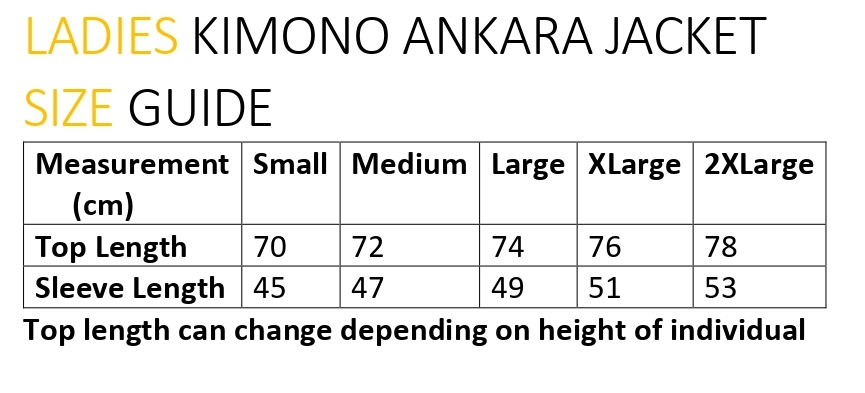 LADIES KIMONO ANKARA JACKET
SIZE GUIDE
Measurement (cm) Small Medium Large XLarge 2XLarge
Top Length 70 72 74 76 78
Sleeve Length 45 47 49 51 53
Top length can change depending on height of individual